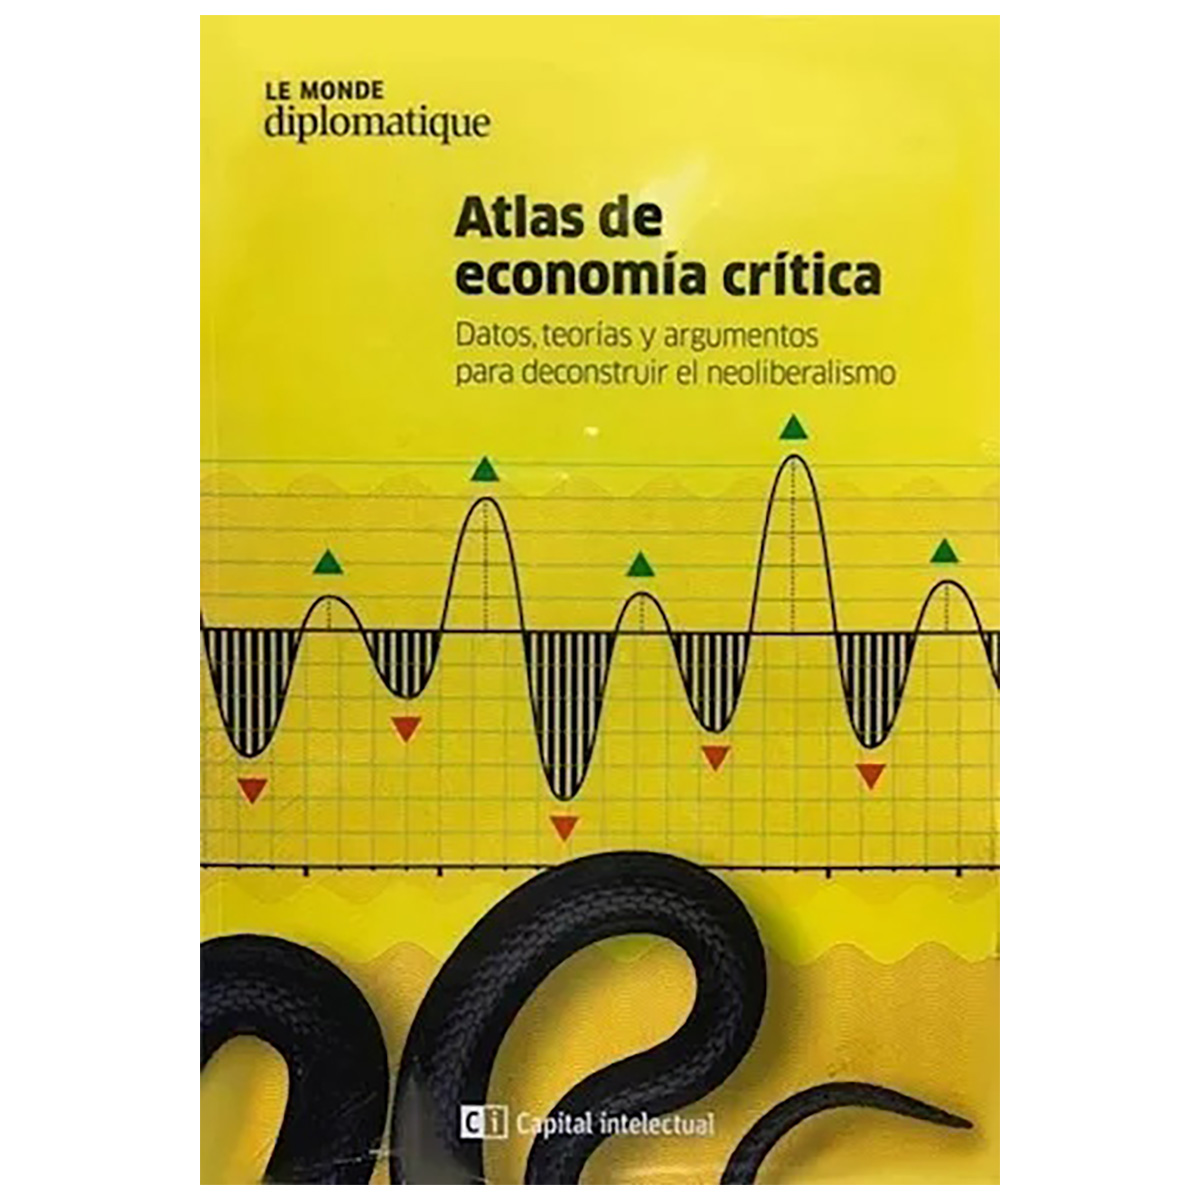 LE MONDE
diplomatique
Atlas de
economía crítica
Datos, teorías y argumentos
para deconstruir el neoliberalismo
Ci Capital intelectual